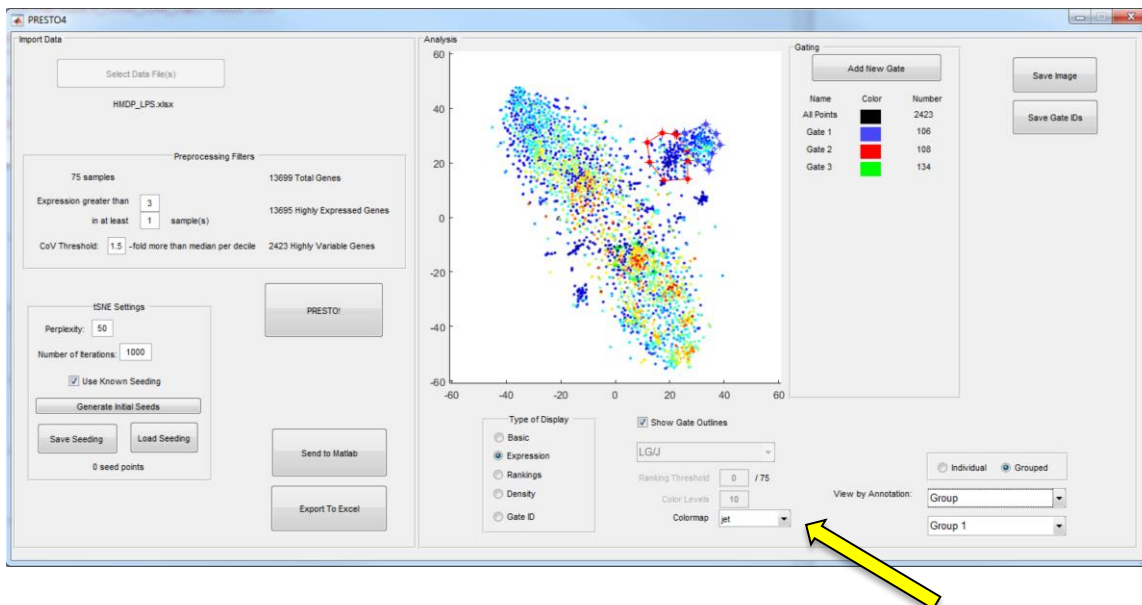 PRESTO4
Import Data
Select Data File(s)
HMDP_LPS.xlsx
Preprocessing Filters
75 samples
13699 Total Genes
Expression greater than 3
13695 Highly Expressed Genes
in at least 1 sample(s)
CoV Threshold: 1.5 -fold more than median per decile
2423 Highly Variable Genes
tSNE Settings
Perplexity: 50
Number of Iterations: 1000
Use Known Seeding
Generate Initial Seeds
Save Seeding
Load Seeding
0 seed points
PRESTO!
Send to Matlab
Export To Excel
Analysis
60
40
20
0
-20
-40
-60
-60 -40 -20 0 20 40 60
Type of Display
Basic
Expression
Rankings
Density
Gate ID
Show Gate Outlines
LG/J
Ranking Threshold 0 / 75
Color Levels 10
Colormap jet
Gating
Add New Gate
Name Color Number
All Points 2423
Gate 1 106
Gate 2 108
Gate 3 134
Save Image
Save Gate IDs
Individual Grouped
View by Annotation: Group
Group 1